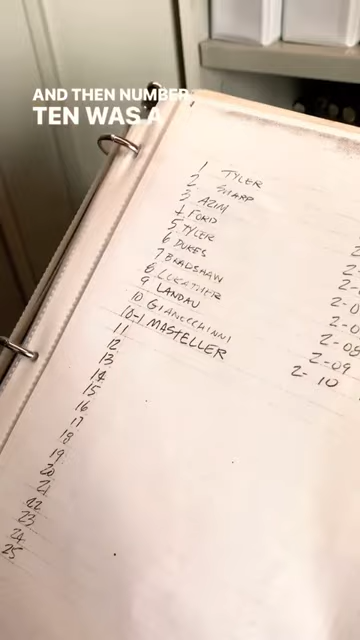 AND THEN NUMBER
TEN WAS A
1 TYLER
2 SHARP
3 AZIM
4 FORD
5 TYLER
6 DUKES
7 BRADSHAW
8 LUKATHER
9 LANDAU
10 GIANCCHINNI
10-1 MASTELLER
11
12
13
14
15
16
17
18
19
20
21
22
23
24
25
2-08
2-09
2-10